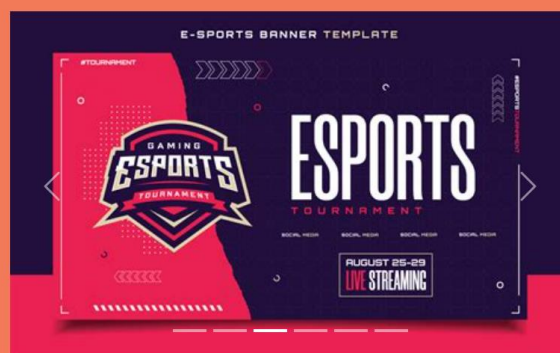 E-SPORTS BANNER TEMPLATE
#TOURNAMENT
#ESPORTSTOURNAMENT
GAMING
ESPORTS
TOURNAMENT
ESPORTS
TOURNAMENT
SOCIAL MEDIA SOCIAL MEDIA SOCIAL MEDIA SOCIAL MEDIA
AUGUST 25-29
LIVE STREAMING